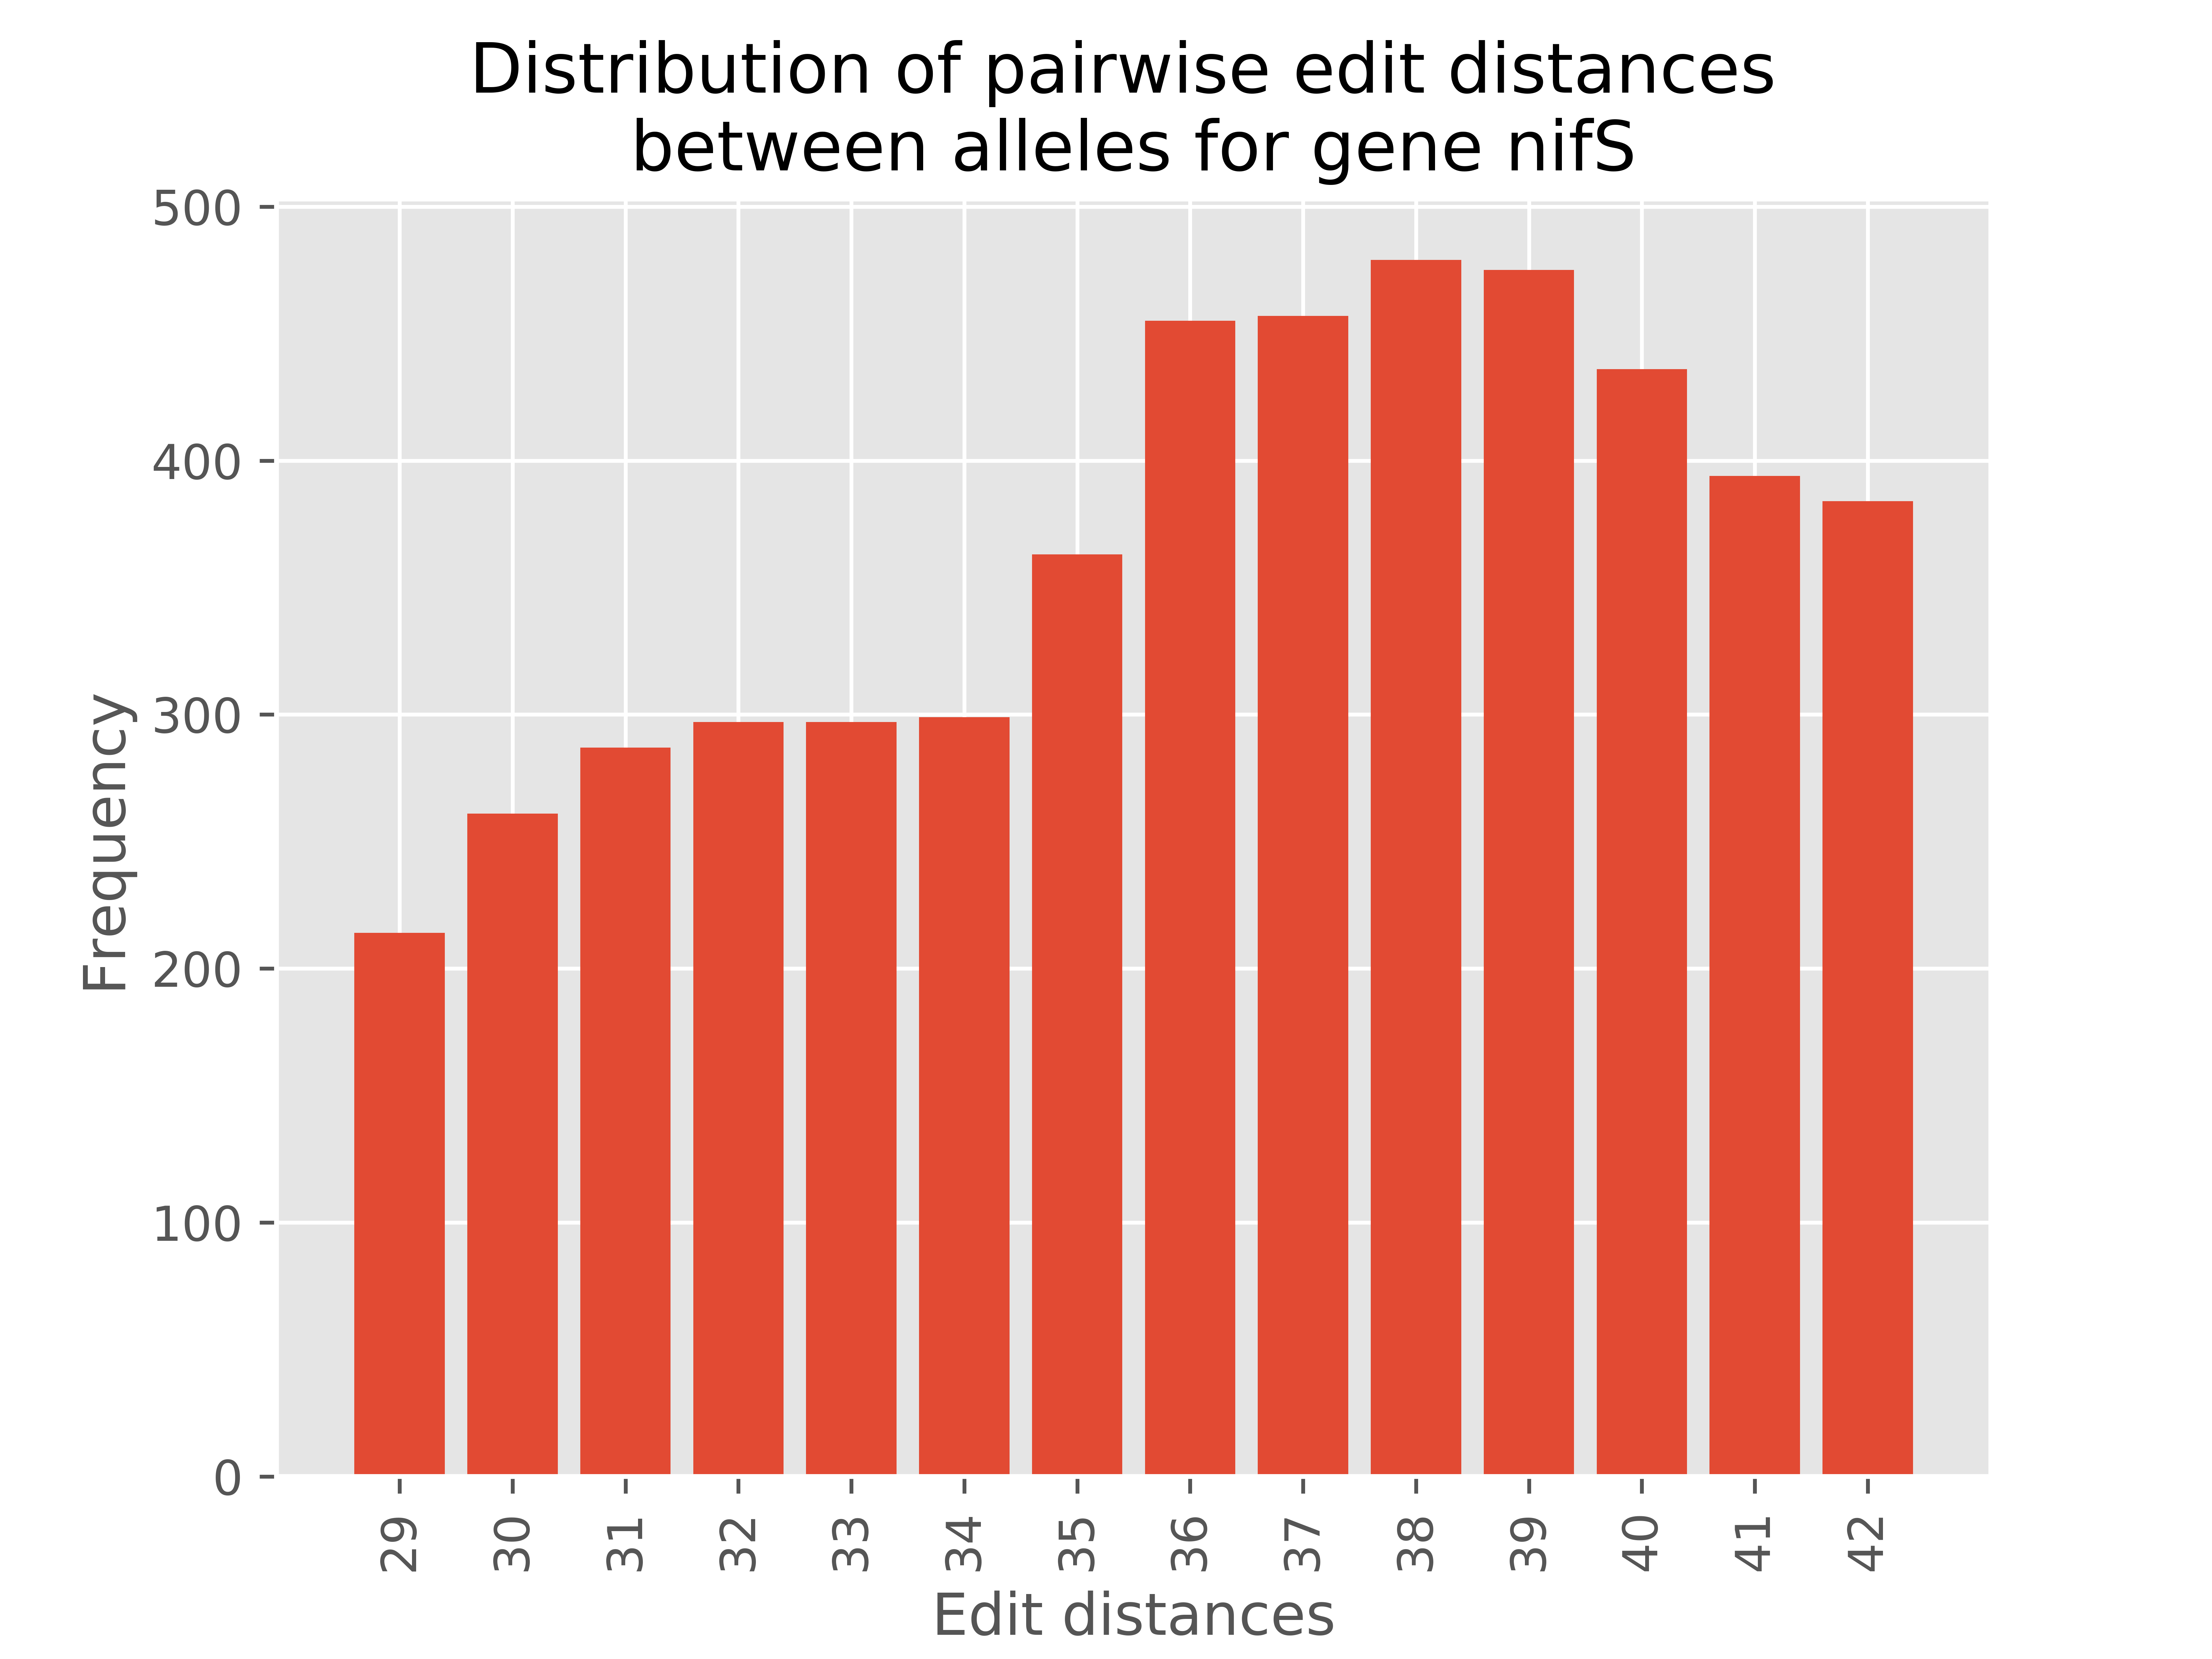 Distribution of pairwise edit distances
between alleles for gene nifS
500
400
300
200
100
0
Frequency
29 30 31 32 33 34 35 36 37 38 39 40 41 42
Edit distances